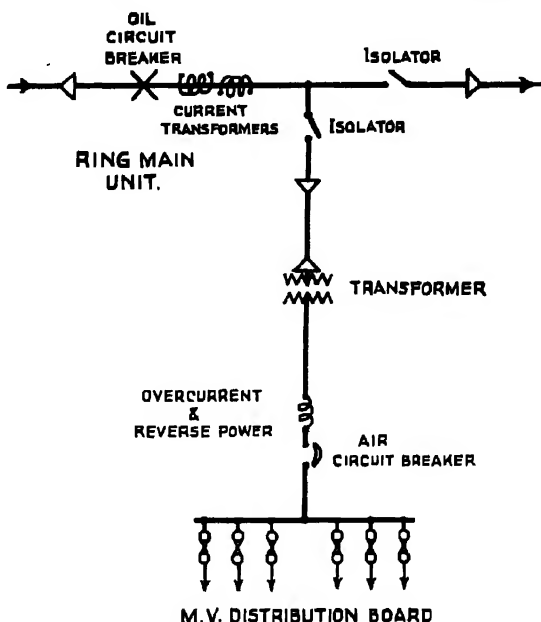 OIL
CIRCUIT
BREAKER
ISOLATOR
CURRENT
TRANSFORMERS
ISOLATOR
RING MAIN
UNIT.
TRANSFORMER
OVERCURRENT
&
REVERSE POWER
AIR
CIRCUIT BREAKER
M.V. DISTRIBUTION BOARD